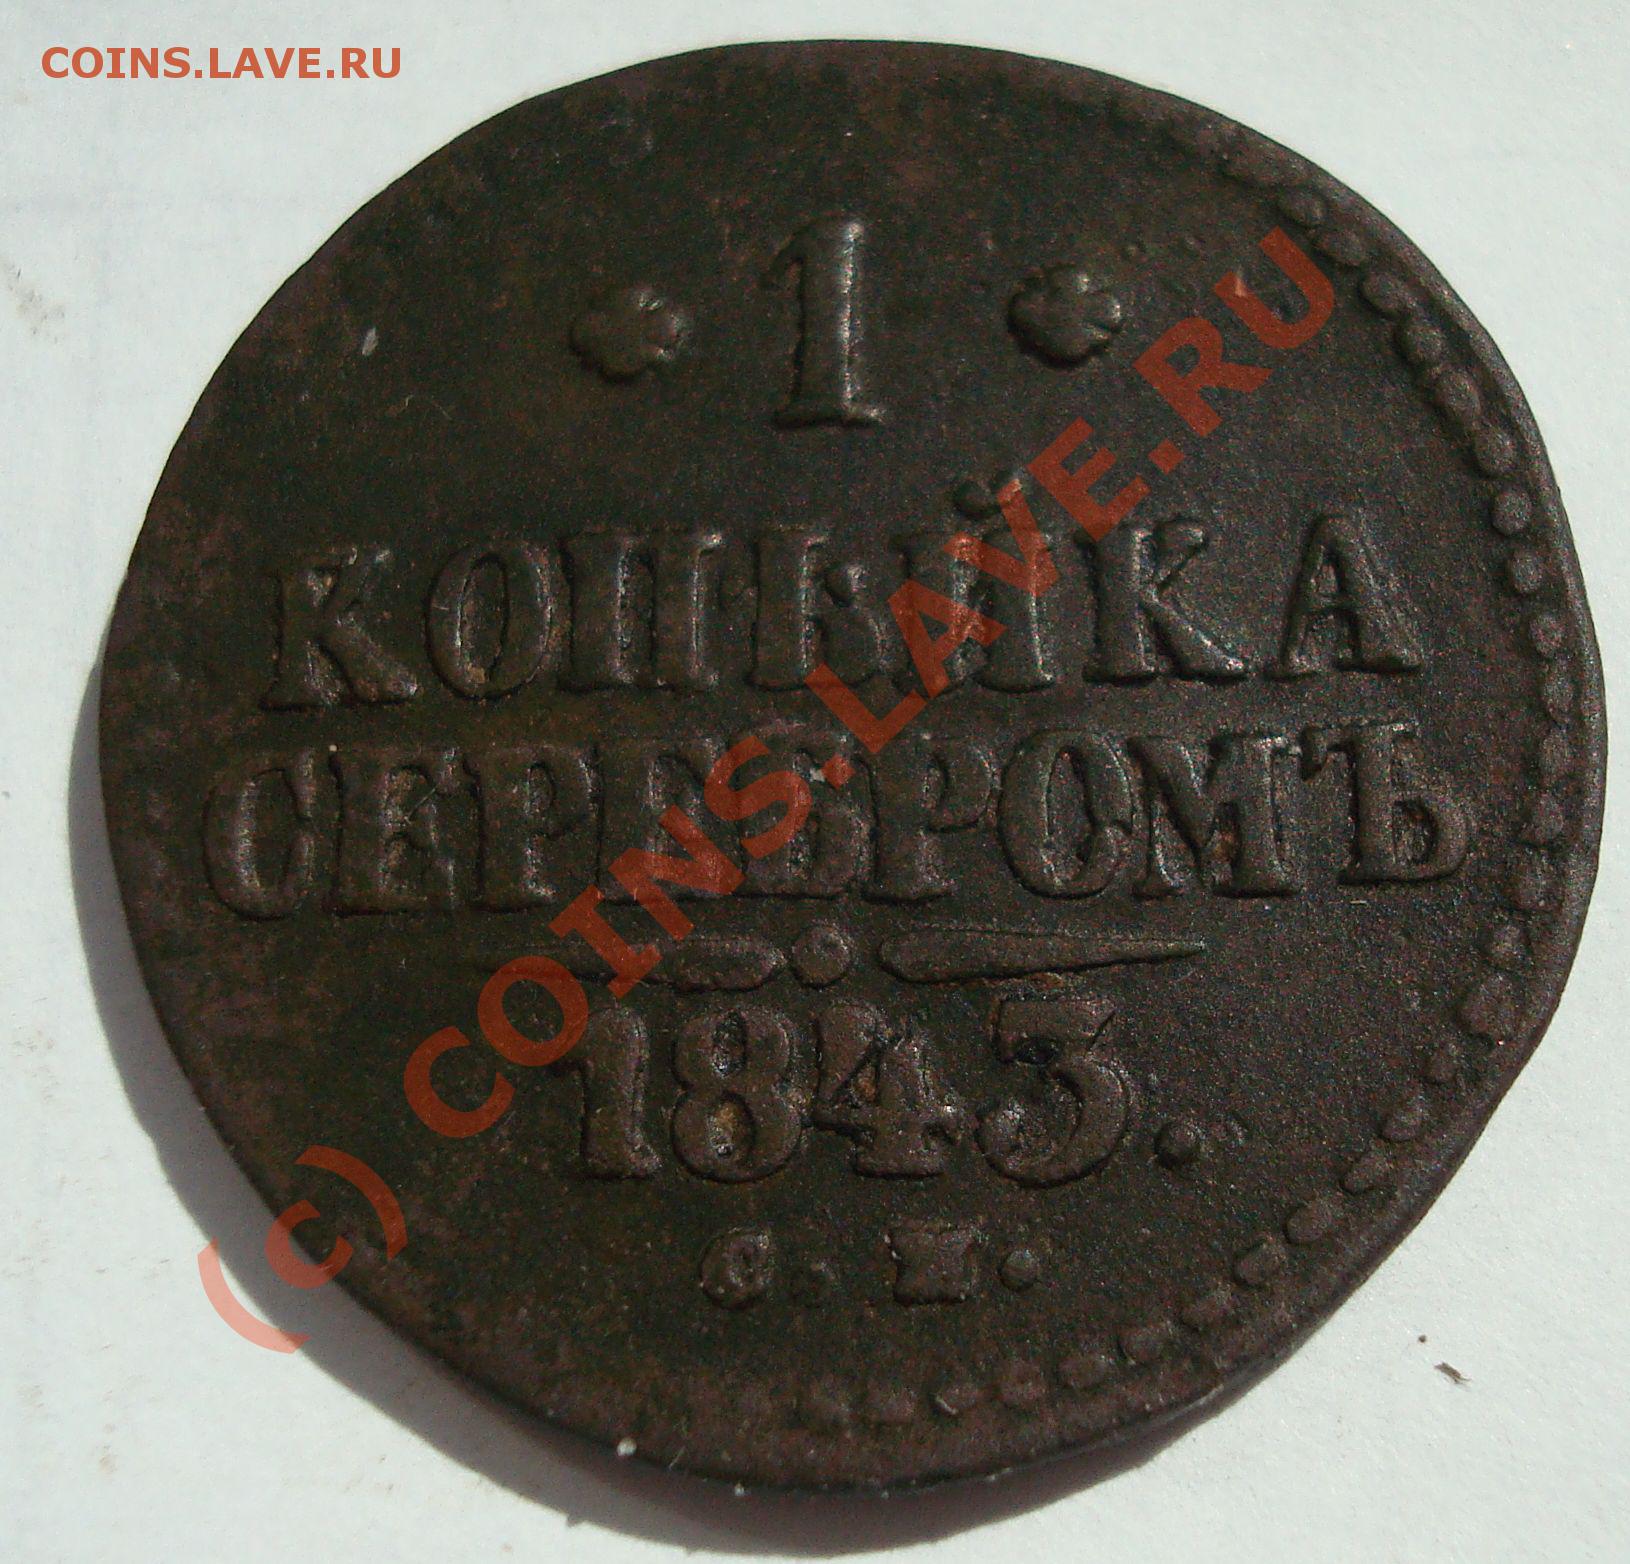 COINS.LAVE.RU
* 1 *
КОПѢЙКА
СЕРЕБРОМЪ
1843.
С. М.
(c) COINS.LAVE.RU